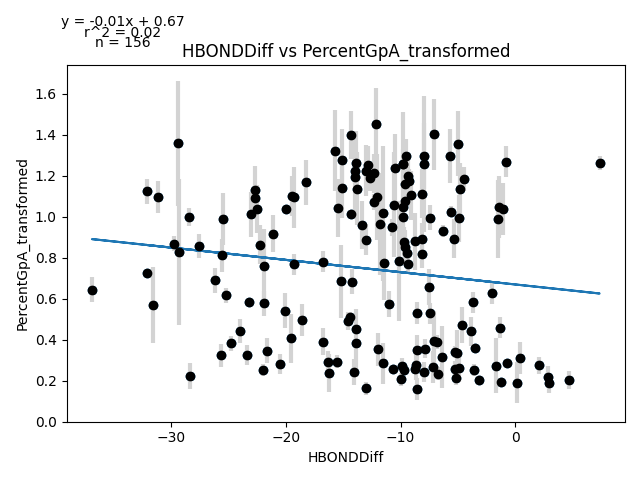 y = -0.01x + 0.67
r^2 = 0.02
n = 156
HBONDDiff vs PercentGpA_transformed
1.6
1.4
1.2
1.0
0.8
0.6
0.4
0.2
0.0
PercentGpA_transformed
−30
−20
−10
0
HBONDDiff